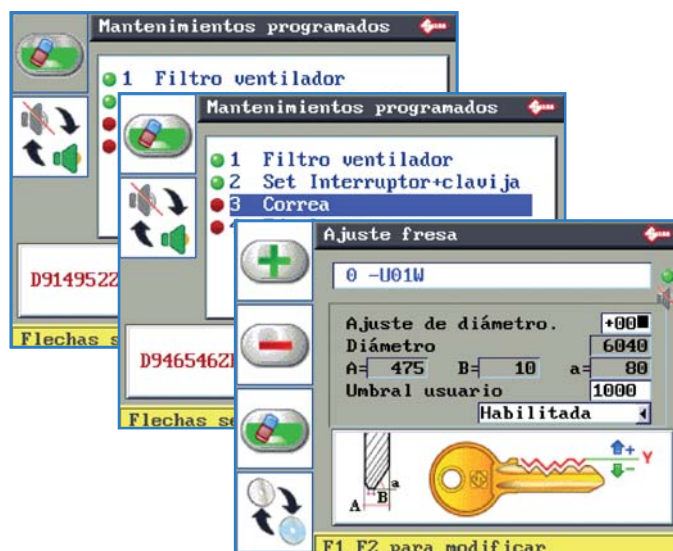 Mantenimientos programados
1 Filtro ventilador
D914952Z
Flechas s
Mantenimientos programados
1 Filtro ventilador
2 Set Interruptor+clavija
3 Correa
D946546Z
Flechas se
Ajuste fresa
0 -U01W
Ajuste de diámetro. +00
Diámetro 6040
A= 475 B= 10 a= 80
Umbral usuario 1000
Habilitada
A B a
+ Y
-
F1 F2 para modificar